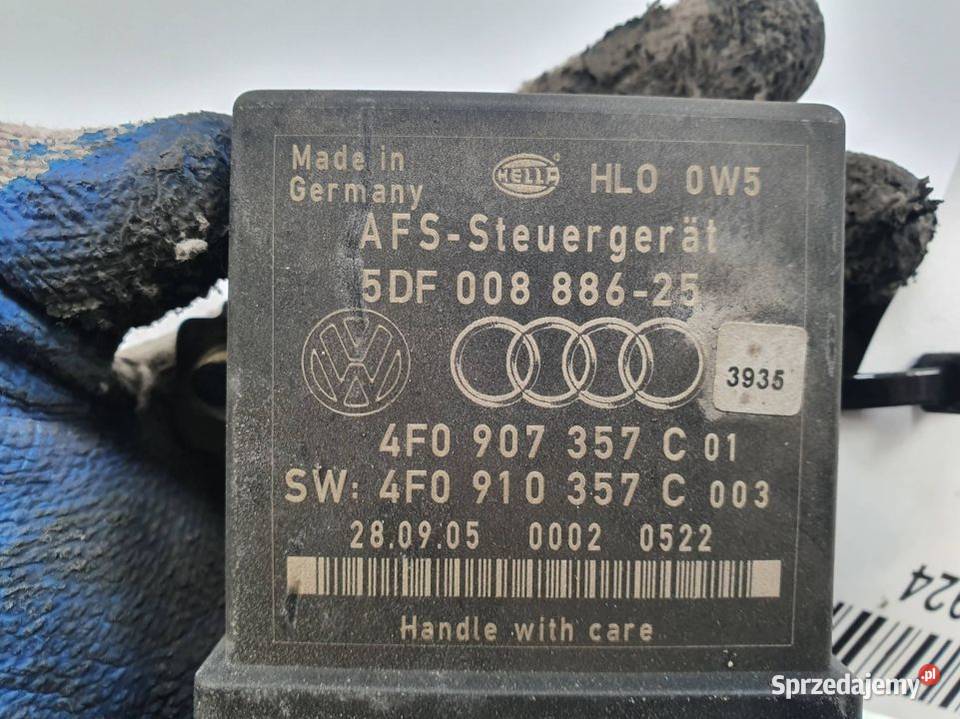 Made in
Germany
HELLA
HLO 0W5
AFS-Steuergerät
5DF 008 886-25
3935
4F0 907 357 C 01
SW: 4F0 910 357 C 003
28.09.05 0002 0522
Handle with care
924
Sprzedajemy.pl